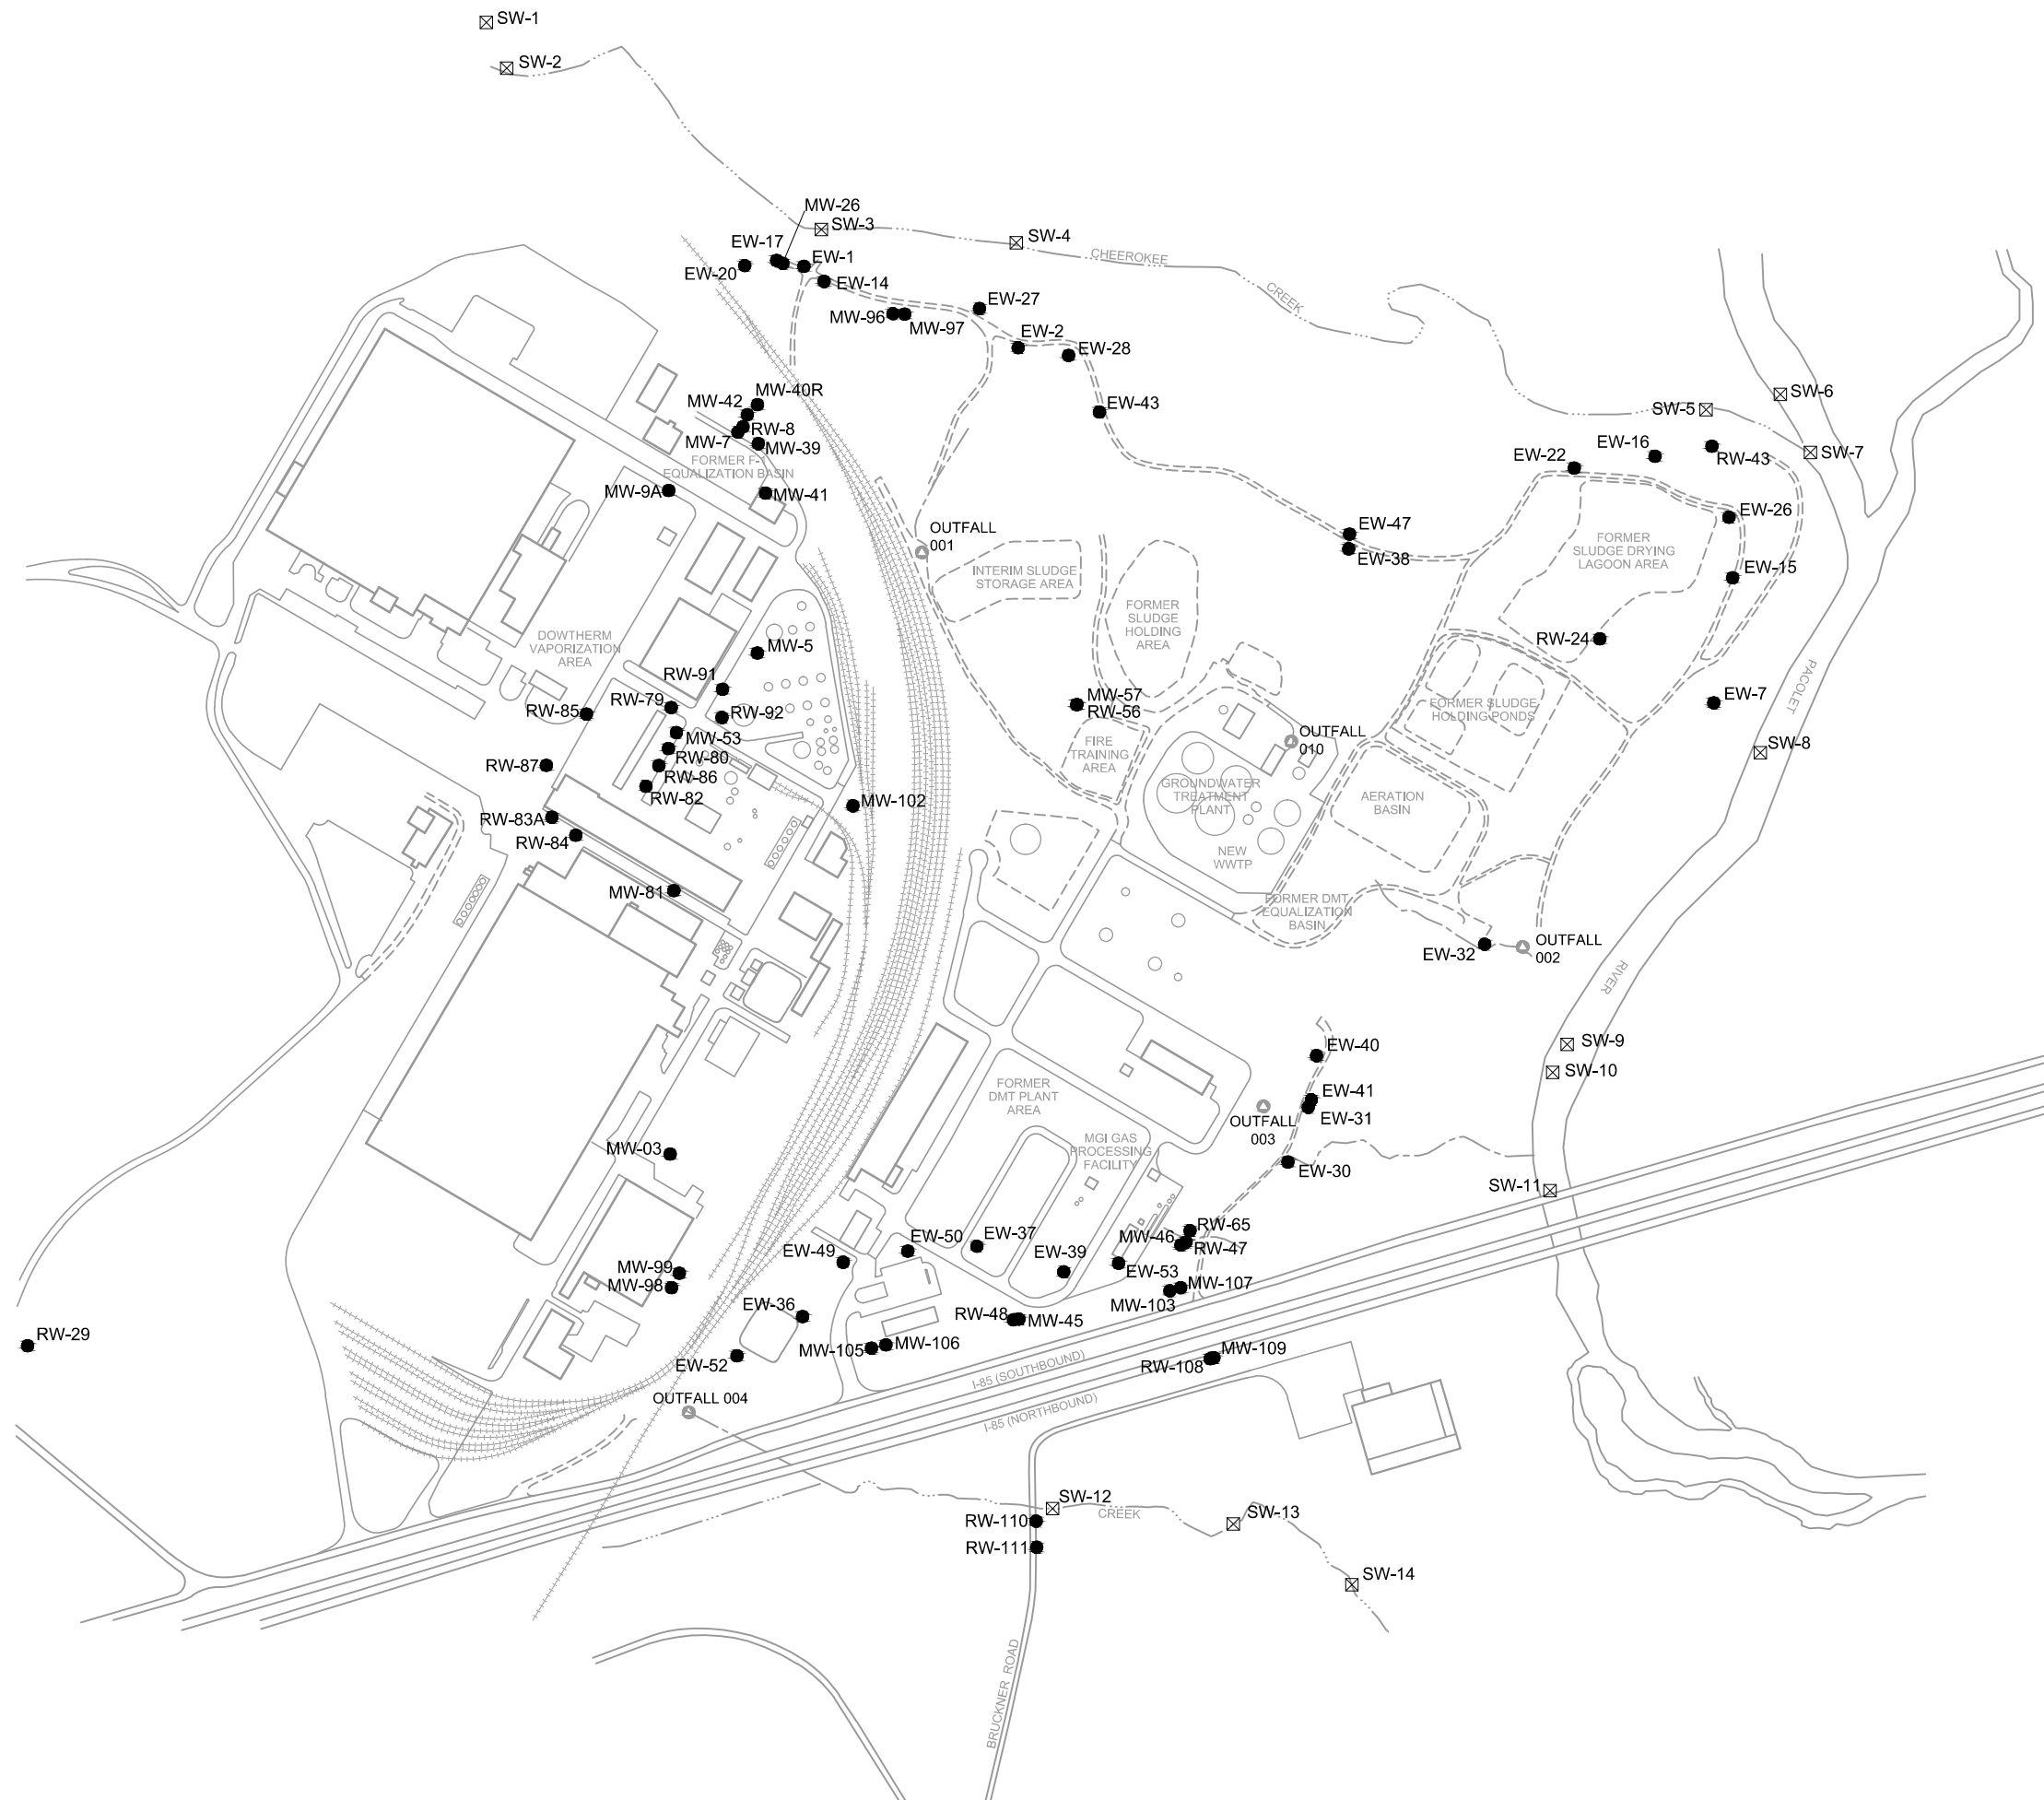 SW-1
SW-2
MW-26
SW-3
EW-17
SW-4
EW-1
EW-20
CHEEROKEE
CREEK
EW-14
EW-27
MW-96
MW-97
EW-2
EW-28
MW-40R
MW-42
RW-8
MW-7
MW-39
EW-43
SW-6
SW-5
SW-7
EW-16
RW-43
EW-22
FORMER F-1
EQUALIZATION BASIN
MW-9A
MW-41
EW-26
OUTFALL
001
EW-47
EW-38
FORMER
SLUDGE DRYING
LAGOON AREA
EW-15
INTERIM SLUDGE
STORAGE AREA
FORMER
SLUDGE
HOLDING
AREA
DOWTHERM
VAPORIZATION
AREA
MW-5
RW-24
RW-91
RW-79
RW-85
RW-92
MW-57
RW-56
EW-7
PACOLET
FORMER SLUDGE
HOLDING PONDS
MW-53
RW-80
RW-86
RW-82
RW-87
FIRE
TRAINING
AREA
OUTFALL
010
SW-8
GROUNDWATER
TREATMENT
PLANT
AERATION
BASIN
MW-102
RW-83A
RW-84
NEW
WWTP
MW-81
FORMER DMT
EQUALIZATION
BASIN
EW-32
OUTFALL
002
RIVER
SW-9
EW-40
SW-10
FORMER
DMT PLANT
AREA
EW-41
EW-31
OUTFALL
003
MGI GAS
PROCESSING
FACILITY
MW-03
EW-30
SW-11
RW-65
MW-46
RW-47
EW-50
EW-37
EW-49
EW-39
EW-53
MW-99
MW-98
MW-107
MW-103
EW-36
RW-48
MW-45
RW-29
MW-105
MW-106
EW-52
MW-109
RW-108
I-85 (SOUTHBOUND)
OUTFALL 004
I-85 (NORTHBOUND)
SW-12
CREEK
RW-110
SW-13
RW-111
SW-14
BRUCKNER ROAD